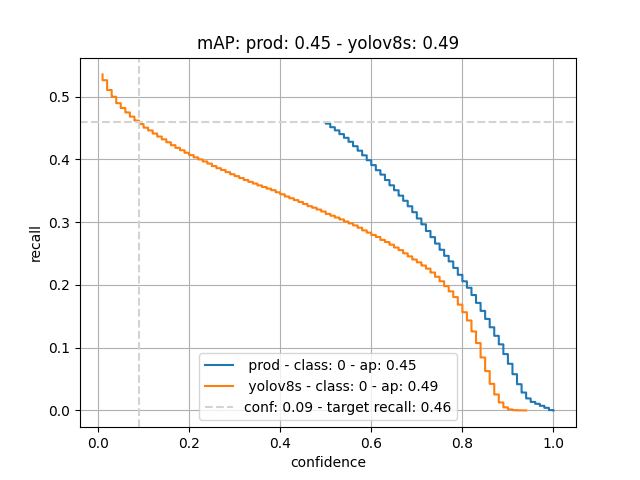 mAP: prod: 0.45 - yolov8s: 0.49
recall
0.5
0.4
0.3
0.2
0.1
0.0
prod - class: 0 - ap: 0.45
yolov8s - class: 0 - ap: 0.49
conf: 0.09 - target recall: 0.46
0.0 0.2 0.4 0.6 0.8 1.0
confidence